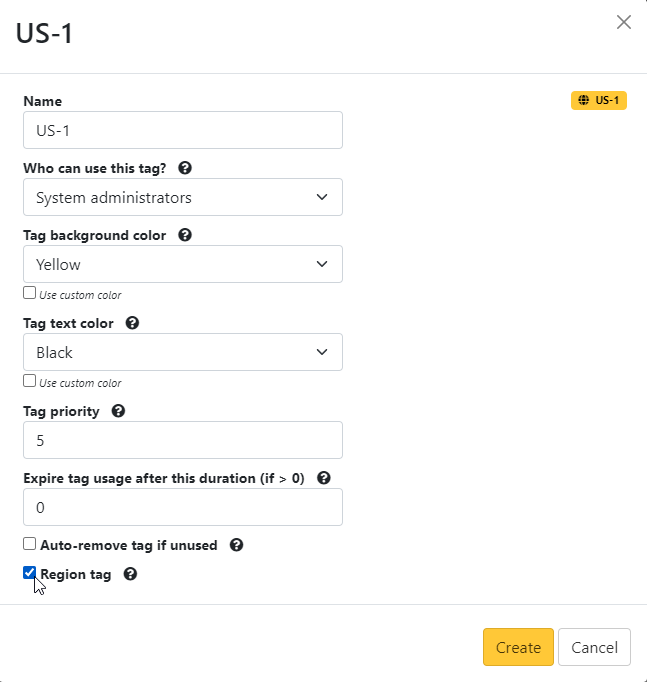 US-1
Name
US-1
US-1
Who can use this tag?
System administrators
Tag background color
Yellow
Use custom color
Tag text color
Black
Use custom color
Tag priority
5
Expire tag usage after this duration (if > 0)
0
Auto-remove tag if unused
Region tag
Create Cancel